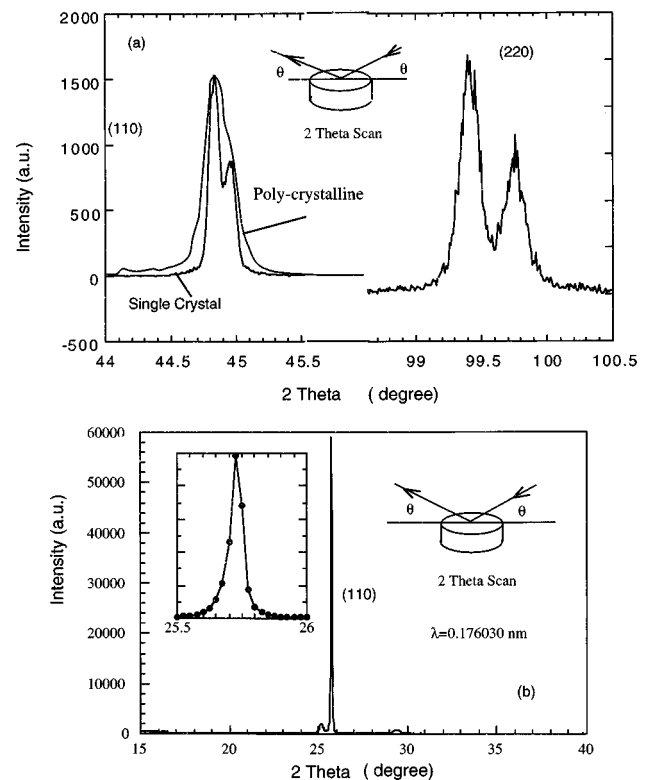 2000
(a)
(220)
1500
θ
θ
(110)
2 Theta Scan
1000
Intensity (a.u.)
Poly-crystalline
500
0
Single Crystal
-500
44
44.5
45
45.5
99
99.5
100
100.5
2 Theta ( degree)
60000
50000
θ
θ
40000
Intensity (a.u.)
2 Theta Scan
(110)
30000
25.5
26
λ=0.176030 nm
20000
10000
(b)
0
15
20
25
30
35
40
2 Theta ( degree)